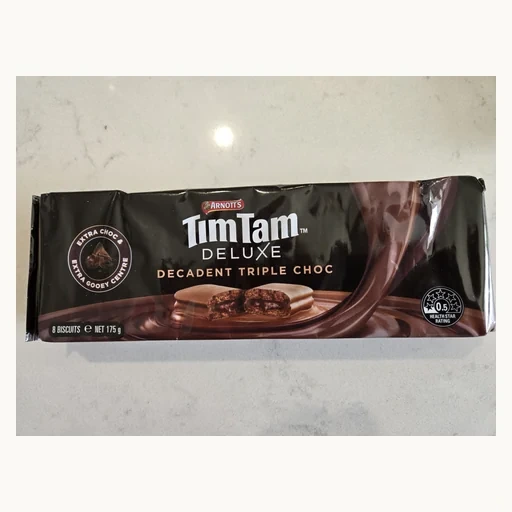 ARNOTT'S
TimTam™
DELUXE
DECADENT TRIPLE CHOC
EXTRA CHOC &
EXTRA GOOEY CENTRE
8 BISCUITS ℮ NET 175 g
0.5
HEALTH STAR
RATING